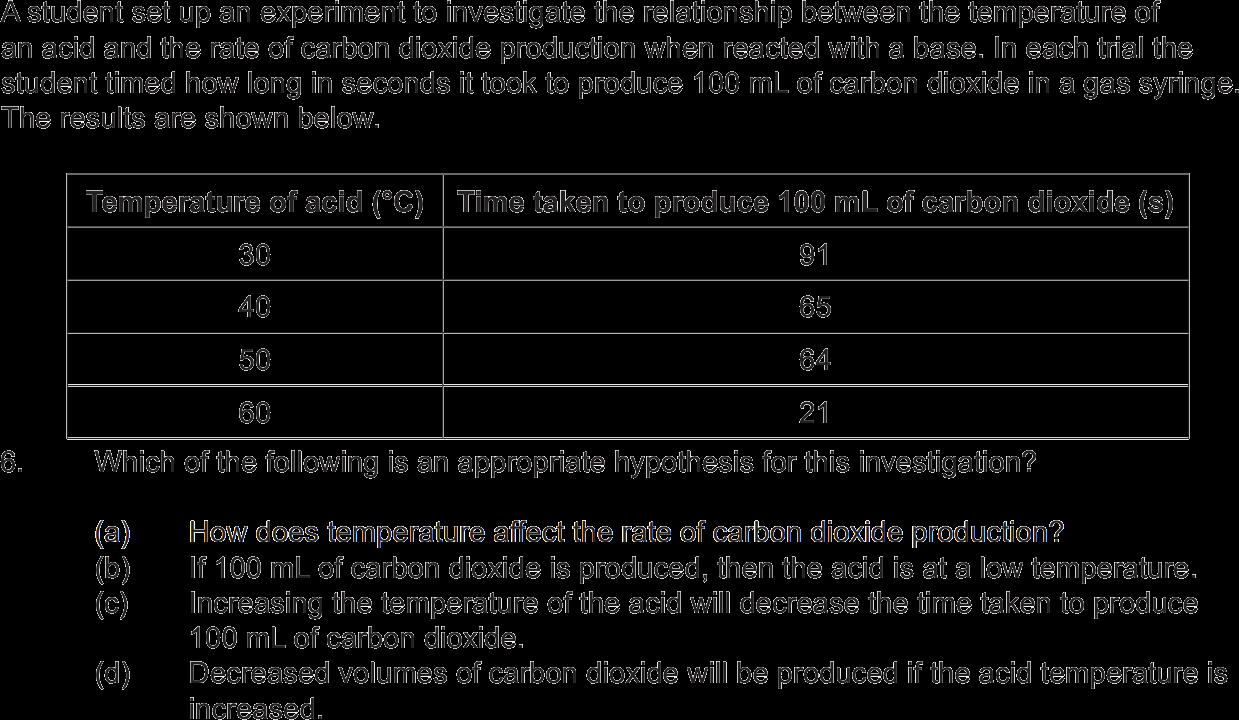 A student set up an experiment to investigate the relationship between the temperature of
an acid and the rate of carbon dioxide production when reacted with a base. In each trial the
student timed how long in seconds it took to produce 100 mL of carbon dioxide in a gas syringe.
The results are shown below.
Temperature of acid (°C) Time taken to produce 100 mL of carbon dioxide (s)
30 91
40 65
50 64
60 21
6. Which of the following is an appropriate hypothesis for this investigation?
(a) How does temperature affect the rate of carbon dioxide production?
(b) If 100 mL of carbon dioxide is produced, then the acid is at a low temperature.
(c) Increasing the temperature of the acid will decrease the time taken to produce
100 mL of carbon dioxide.
(d) Decreased volumes of carbon dioxide will be produced if the acid temperature is
increased.